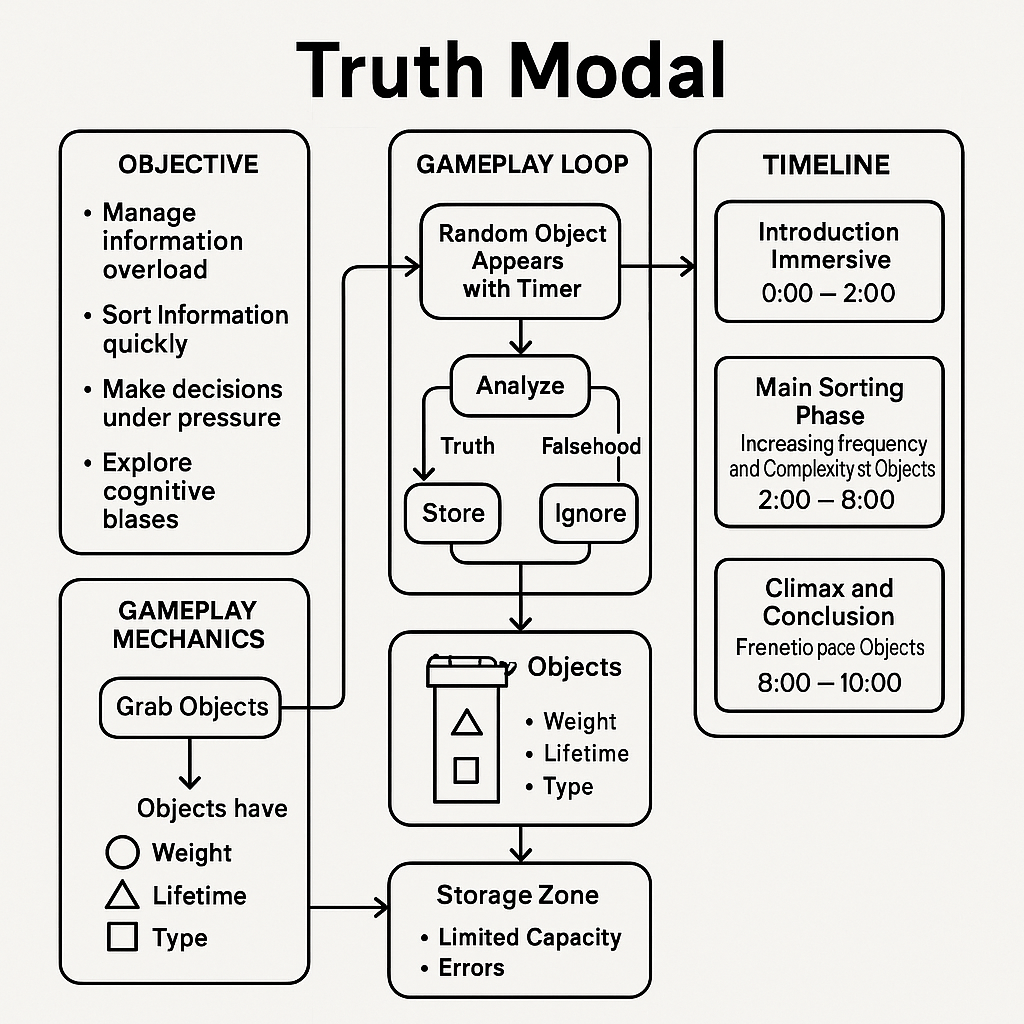 Truth Modal
OBJECTIVE
• Manage
information
overload
• Sort Information
quickly
• Make decisions
under pressure
• Explore
cognitive
blases
GAMEPLAY
MECHANICS
Grab Objects
Objects have
Weight
Lifetime
Type
GAMEPLAY LOOP
Random Object
Appears
with Timer
Analyze
Truth
Falsehood
Store
Ignore
Objects
• Weight
• Lifetime
• Type
Storage Zone
• Limited Capacity
• Errors
TIMELINE
Introduction
Immersive
0:00 – 2:00
Main Sorting
Phase
Increasing frequency
and Complexity st Objects
2:00 – 8:00
Climax and
Conclusion
Frenetio pace Objects
8:00 – 10:00